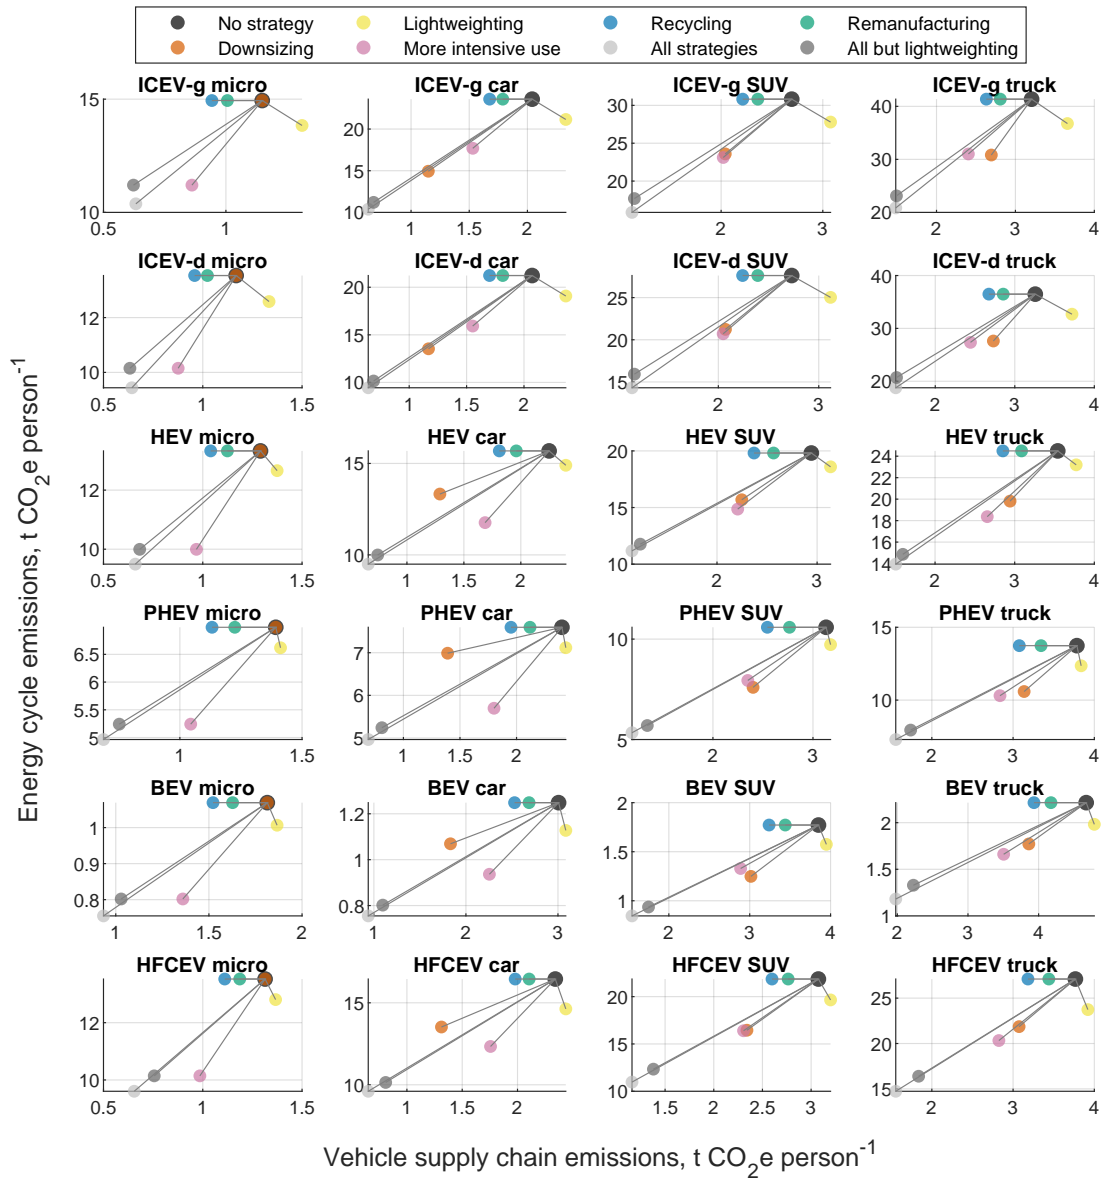 No strategy Lightweighting Recycling Remanufacturing
Downsizing More intensive use All strategies All but lightweighting
ICEV-g micro ICEV-g car ICEV-g SUV ICEV-g truck
15
10
0.5 1
20
15
10
1 1.5 2
30
25
20
2 3
40
30
20
2 3 4
ICEV-d micro ICEV-d car ICEV-d SUV ICEV-d truck
12
10
0.5 1 1.5
20
15
10
1 1.5 2
25
20
15
2 3
40
30
20
2 3 4
HEV micro HEV car HEV SUV HEV truck
12
10
0.5 1 1.5
15
10
1 1.5 2
20
15
10
2 3
24
22
20
18
16
14
2 3 4
PHEV micro PHEV car PHEV SUV PHEV truck
6.5
6
5.5
5
1 1.5
7
6
5
1 2
10
5
2 3
15
10
2 3 4
BEV micro BEV car BEV SUV BEV truck
1
0.9
0.8
1 1.5 2
1.2
1
0.8
1 2 3
2
1.5
1
2 3 4
2
1.5
1
2 3 4
HFCEV micro HFCEV car HFCEV SUV HFCEV truck
12
10
0.5 1 1.5
15
10
1 1.5 2
20
15
10
1.5 2 2.5 3
25
20
15
2 3 4
Energy cycle emissions, t CO2e person-1
Vehicle supply chain emissions, t CO2e person-1